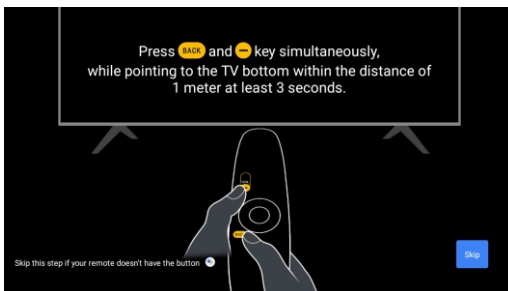 Press BACK and − key simultaneously,
while pointing to the TV bottom within the distance of
1 meter at least 3 seconds.
Skip this step if your remote doesn't have the button
Skip